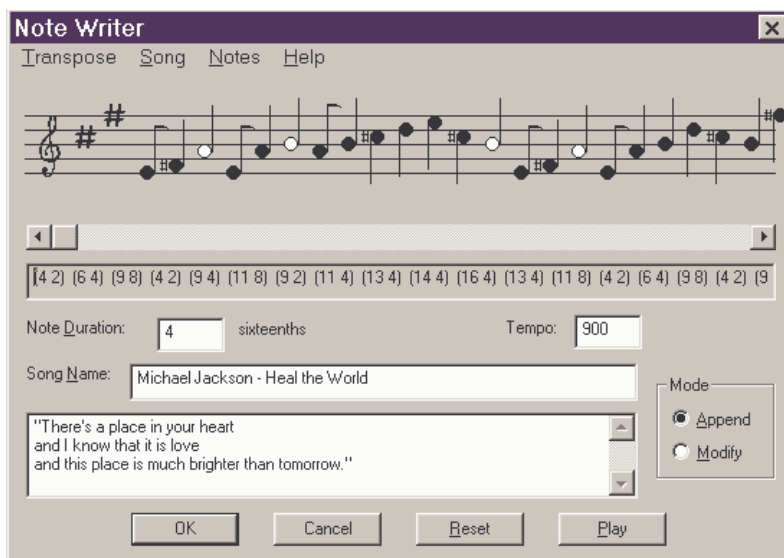 Note Writer
Transpose Song Notes Help
(4 2) (6 4) (9 8) (4 2) (9 4) (11 8) (9 2) (11 4) (13 4) (14 4) (16 4) (13 4) (11 8) (4 2) (6 4) (9 8) (4 2) (9
Note Duration: 4 sixteenths Tempo: 900
Song Name: Michael Jackson - Heal the World
Mode
"There's a place in your heart
and I know that it is love
and this place is much brighter than tomorrow."
Append
Modify
OK Cancel Reset Play